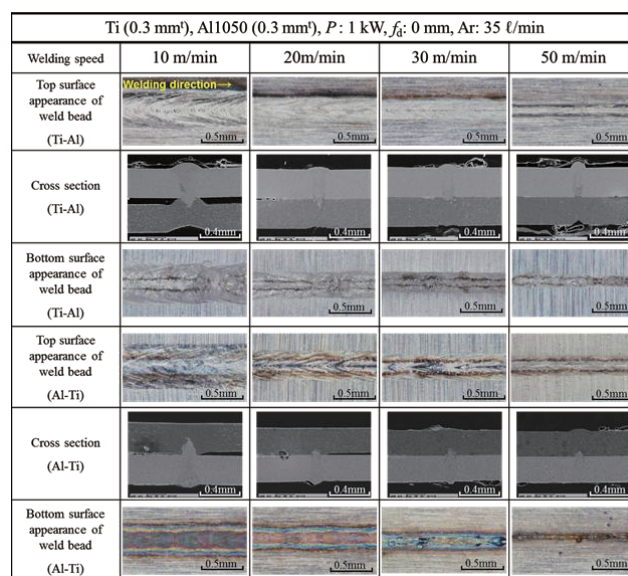 Ti (0.3 mmᵗ), Al1050 (0.3 mmᵗ), P: 1 kW, f_d: 0 mm, Ar: 35 ℓ/min
Welding speed 10 m/min 20m/min 30 m/min 50 m/min
Top surface
appearance of
weld bead
(Ti-Al)
Welding direction→
0.5mm 0.5mm 0.5mm 0.5mm
Cross section
(Ti-Al)
0.4mm 0.4mm 0.4mm 0.4mm
Bottom surface
appearance of
weld bead
(Ti-Al)
0.5mm 0.5mm 0.5mm
Top surface
appearance of
weld bead
(Al-Ti)
0.5mm 0.5mm 0.5mm 0.5mm
Cross section
(Al-Ti)
0.4mm 0.4mm 0.4mm 0.4mm
Bottom surface
appearance of
weld bead
(Al-Ti)
0.5mm 0.5mm 0.5mm 0.5mm